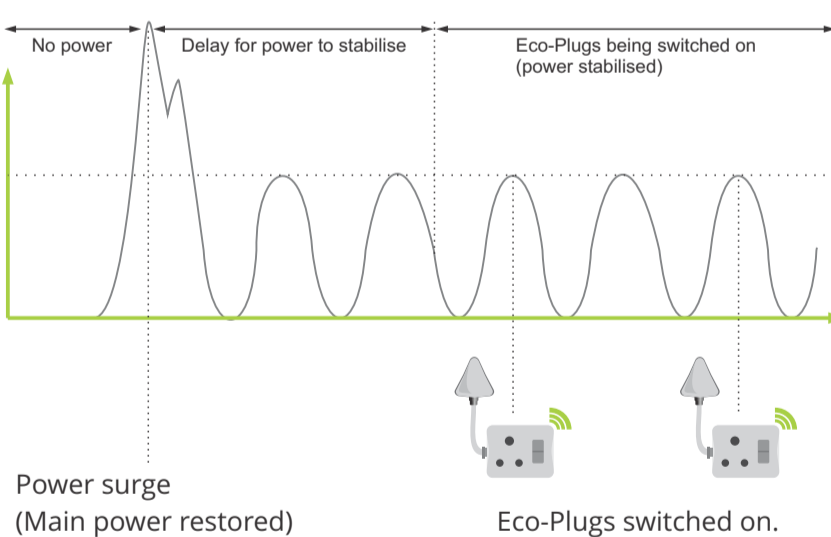 No power
Delay for power to stabilise
Eco-Plugs being switched on
(power stabilised)
Power surge
(Main power restored)
Eco-Plugs switched on.